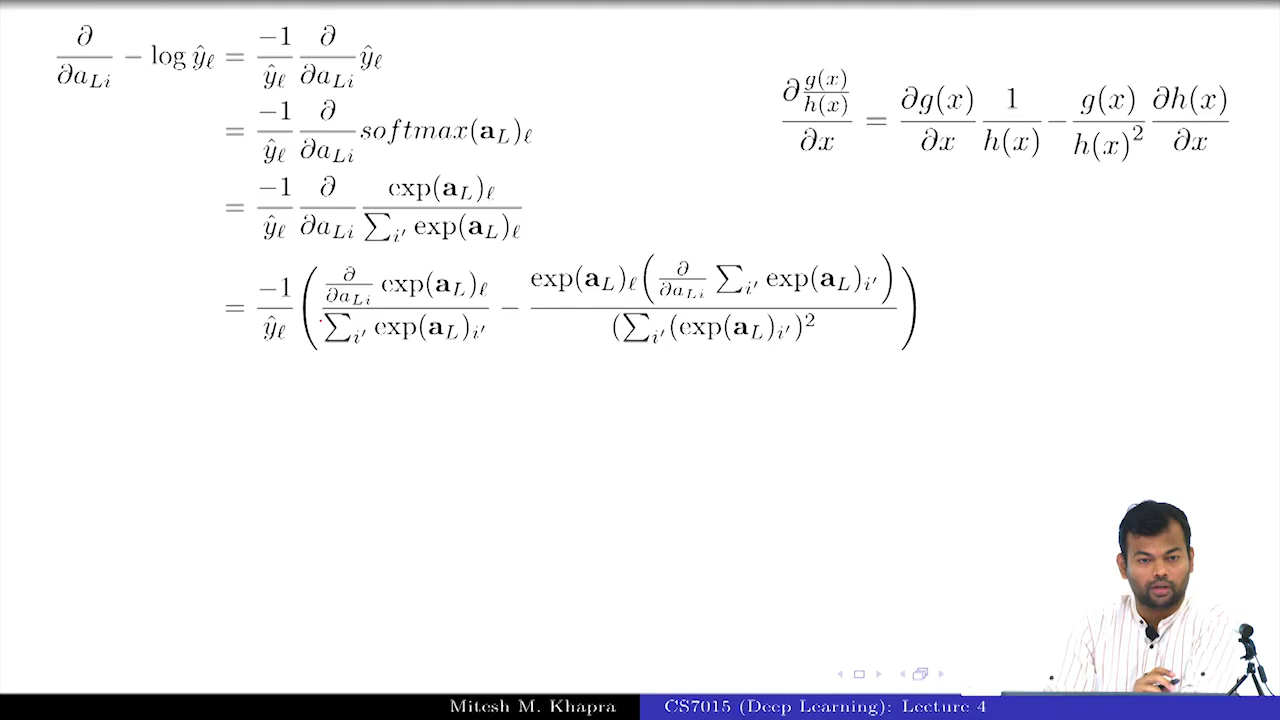 ∂/∂a_{Li} − log ŷ_ℓ = −1/ŷ_ℓ ∂/∂a_{Li} ŷ_ℓ
= −1/ŷ_ℓ ∂/∂a_{Li} softmax(𝐚_L)_ℓ
= −1/ŷ_ℓ ∂/∂a_{Li} exp(𝐚_L)_ℓ / ∑_{i′} exp(𝐚_L)_ℓ
= −1/ŷ_ℓ ( ∂/∂a_{Li} exp(𝐚_L)_ℓ / ∑_{i′} exp(𝐚_L)_{i′} − exp(𝐚_L)_ℓ ( ∂/∂a_{Li} ∑_{i′} exp(𝐚_L)_{i′} ) / (∑_{i′} (exp(𝐚_L)_{i′})² )
∂ g(x)/h(x) / ∂x = ∂g(x)/∂x 1/h(x) − g(x)/h(x)² ∂h(x)/∂x
Mitesh M. Khapra
CS7015 (Deep Learning): Lecture 4